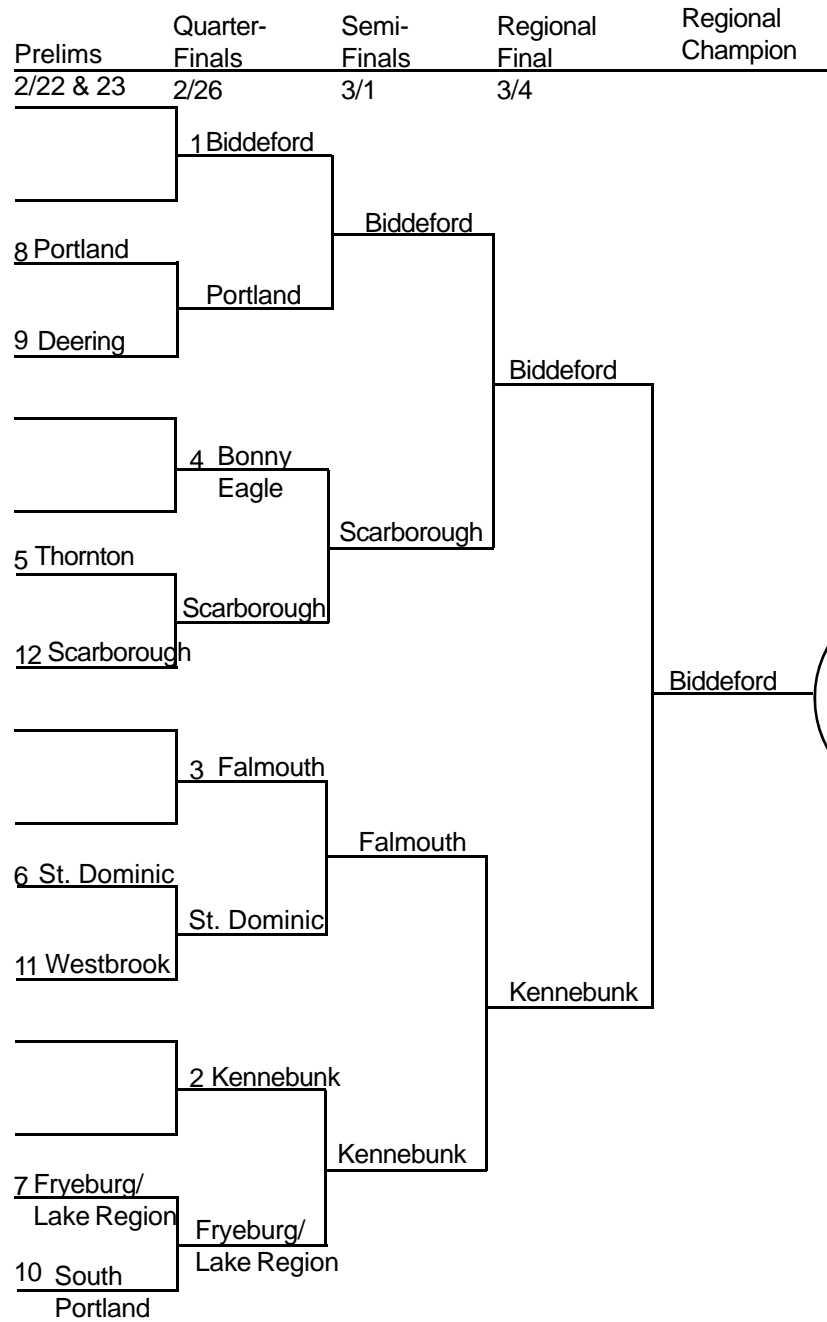 Prelims
Quarter-
Finals
Semi-
Finals
Regional
Final
Regional
Champion
2/22 & 23
2/26
3/1
3/4
1 Biddeford
Biddeford
8 Portland
Portland
9 Deering
Biddeford
4 Bonny
Eagle
Scarborough
5 Thornton
Scarborough
12 Scarborough
Biddeford
3 Falmouth
Falmouth
6 St. Dominic
St. Dominic
11 Westbrook
Kennebunk
2 Kennebunk
Kennebunk
7 Fryeburg/
Lake Region
Fryeburg/
Lake Region
10 South
Portland